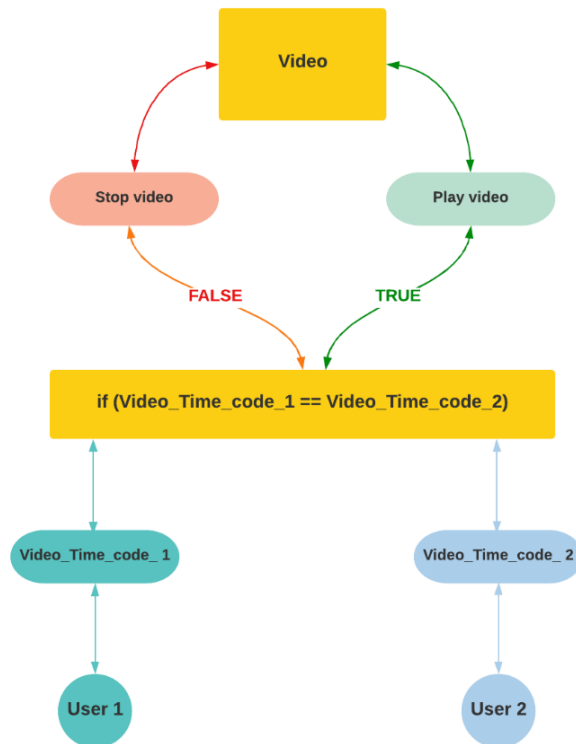 Video
Stop video
Play video
FALSE
TRUE
if (Video_Time_code_1 == Video_Time_code_2)
Video_Time_code_ 1
Video_Time_code_ 2
User 1
User 2